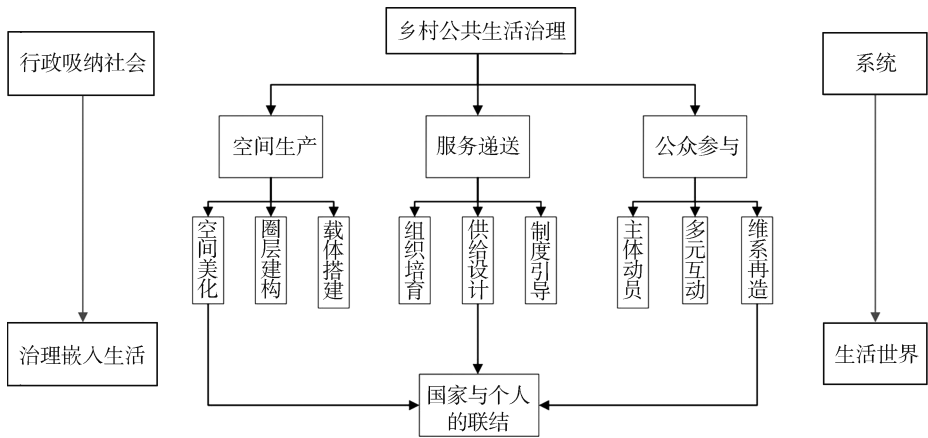 乡村公共生活治理
行政吸纳社会
系统
空间生产
服务递送
公众参与
空间美化
圈层建构
载体搭建
组织培育
供给设计
制度引导
主体动员
多元互动
维系再造
治理嵌入生活
生活世界
国家与个人
的联结